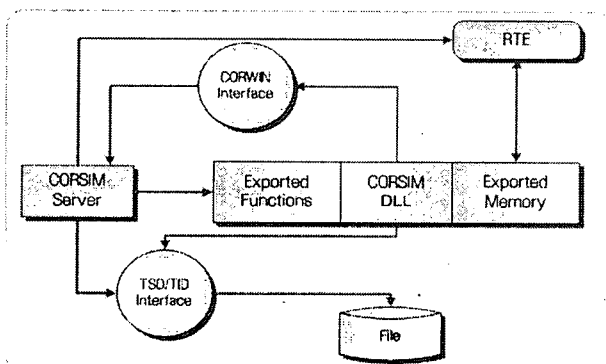 RTE
CORWIN
Interface
CORSIM
Server
Exported
Functions
CORSIM
DLL
Exported
Memory
TSD/TID
Interface
File